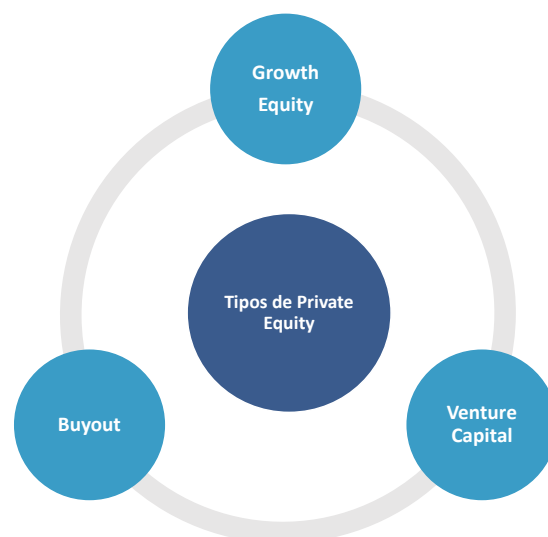 Growth
Equity
Tipos de Private
Equity
Buyout
Venture
Capital